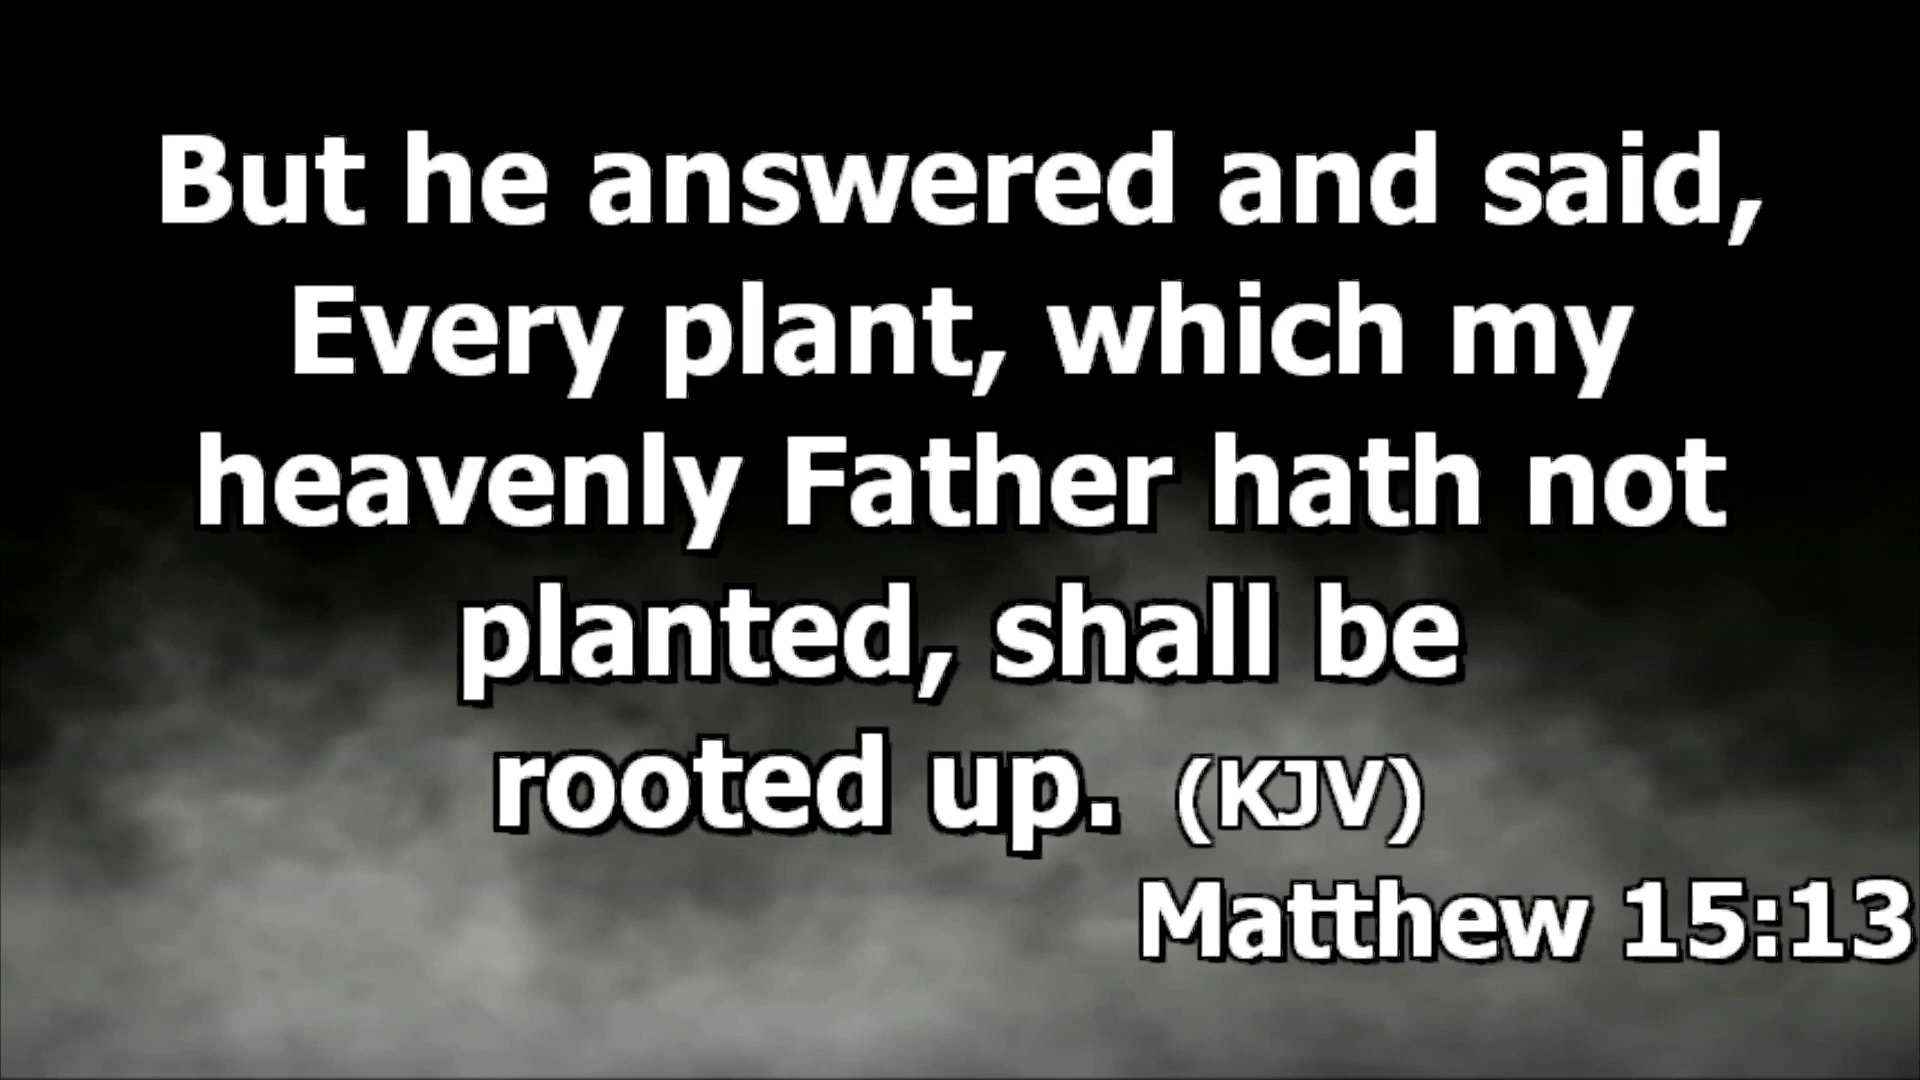 But he answered and said,
Every plant, which my
heavenly Father hath not
planted, shall be
rooted up. (KJV)
Matthew 15:13